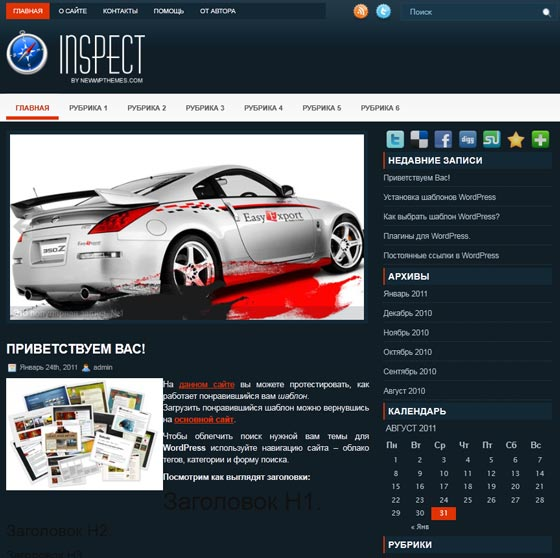 ГЛАВНАЯ О САЙТЕ КОНТАКТЫ ПОМОЩЬ ОТ АВТОРА Поиск
INSPECT
BY NEWWPTHEMES.COM
ГЛАВНАЯ РУБРИКА 1 РУБРИКА 2 РУБРИКА 3 РУБРИКА 4 РУБРИКА 5 РУБРИКА 6
digg
EasyExport
350Z
НЕДАВНИЕ ЗАПИСИ
Приветствуем Вас!
Установка шаблонов WordPress
Как выбрать шаблон WordPress?
Плагины для WordPress.
Постоянные ссылки в WordPress
АРХИВЫ
Январь 2011
Декабрь 2010
Ноябрь 2010
Октябрь 2010
Сентябрь 2010
Август 2010
КАЛЕНДАРЬ
АВГУСТ 2011
Пн Вт Ср Чт Пт Сб Вс
1 2 3 4 5 6 7
8 9 10 11 12 13 14
15 16 17 18 19 20 21
22 23 24 25 26 27 28
29 30 31
« Янв
РУБРИКИ
ПРИВЕТСТВУЕМ ВАС!
Январь 24th, 2011 admin
На данном сайте вы можете протестировать, как
работает понравившийся вам шаблон.
Загрузить понравившийся шаблон можно вернувшись
на основной сайт.
Чтобы облегчить поиск нужной вам темы для
WordPress используйте навигацию сайта – облако
тегов, категории и форму поиска.
Посмотрим как выглядят заголовки:
Заголовок H1.
Заголовок H2.
Заголовок H3.